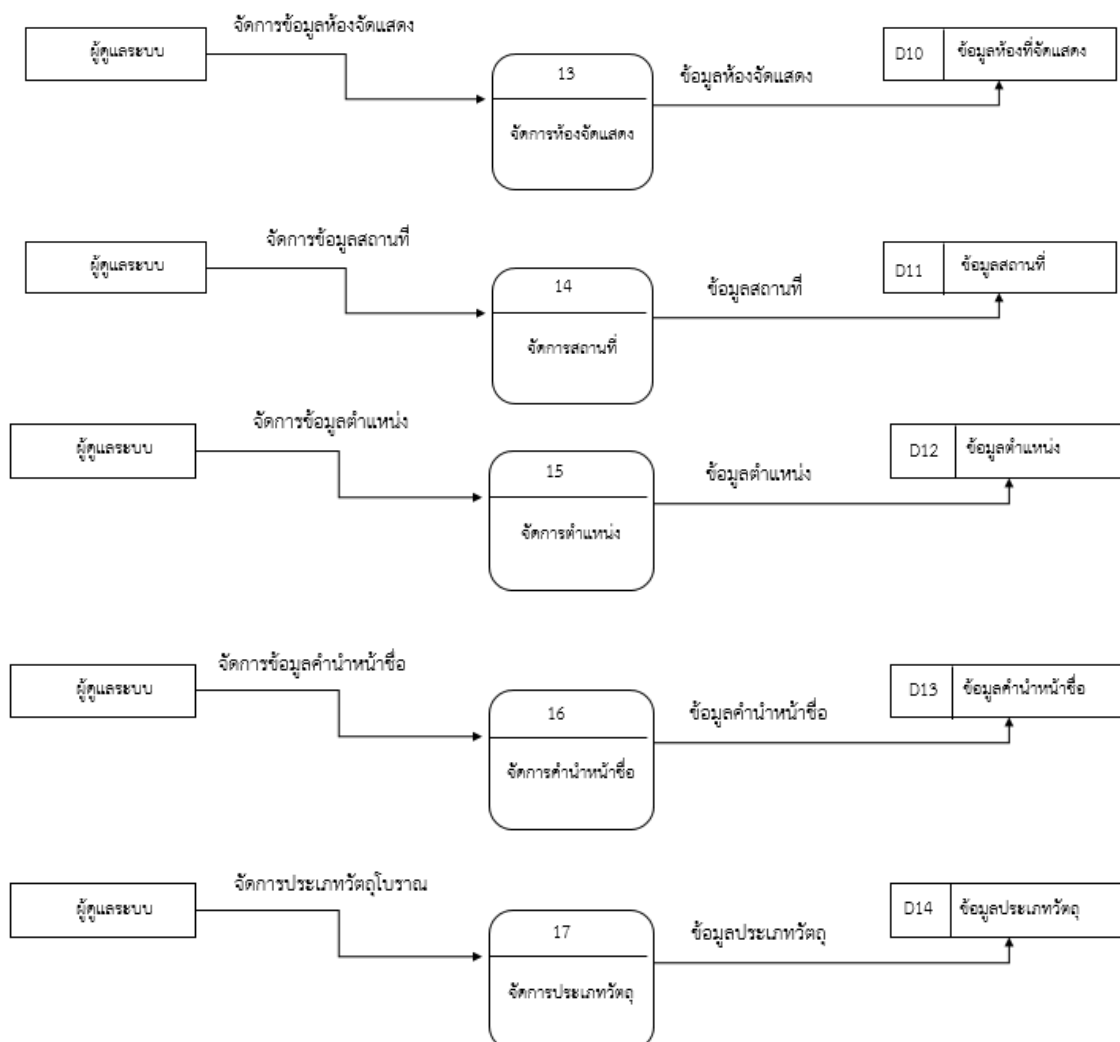 จัดการข้อมูลห้องจัดแสดง
ผู้ดูแลระบบ
13
จัดการห้องจัดแสดง
ข้อมูลห้องจัดแสดง
D10
ข้อมูลห้องที่จัดแสดง
จัดการข้อมูลสถานที่
ผู้ดูแลระบบ
14
จัดการสถานที่
ข้อมูลสถานที่
D11
ข้อมูลสถานที่
จัดการข้อมูลตำแหน่ง
ผู้ดูแลระบบ
15
จัดการตำแหน่ง
ข้อมูลตำแหน่ง
D12
ข้อมูลตำแหน่ง
จัดการข้อมูลคำนำหน้าชื่อ
ผู้ดูแลระบบ
16
จัดการคำนำหน้าชื่อ
ข้อมูลคำนำหน้าชื่อ
D13
ข้อมูลคำนำหน้าชื่อ
จัดการประเภทวัตถุโบราณ
ผู้ดูแลระบบ
17
จัดการประเภทวัตถุ
ข้อมูลประเภทวัตถุ
D14
ข้อมูลประเภทวัตถุ